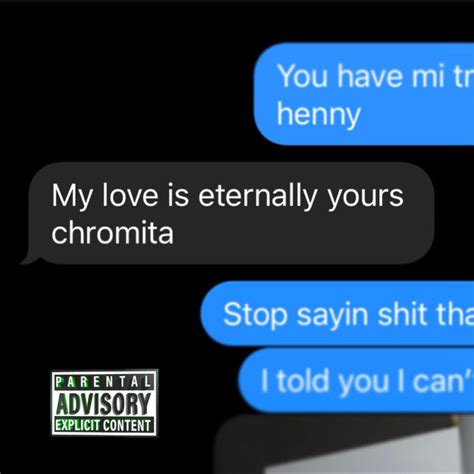 You have mi tr
henny
My love is eternally yours
chromita
Stop sayin shit tha
I told you I can'
PARENTAL
ADVISORY
EXPLICIT CONTENT